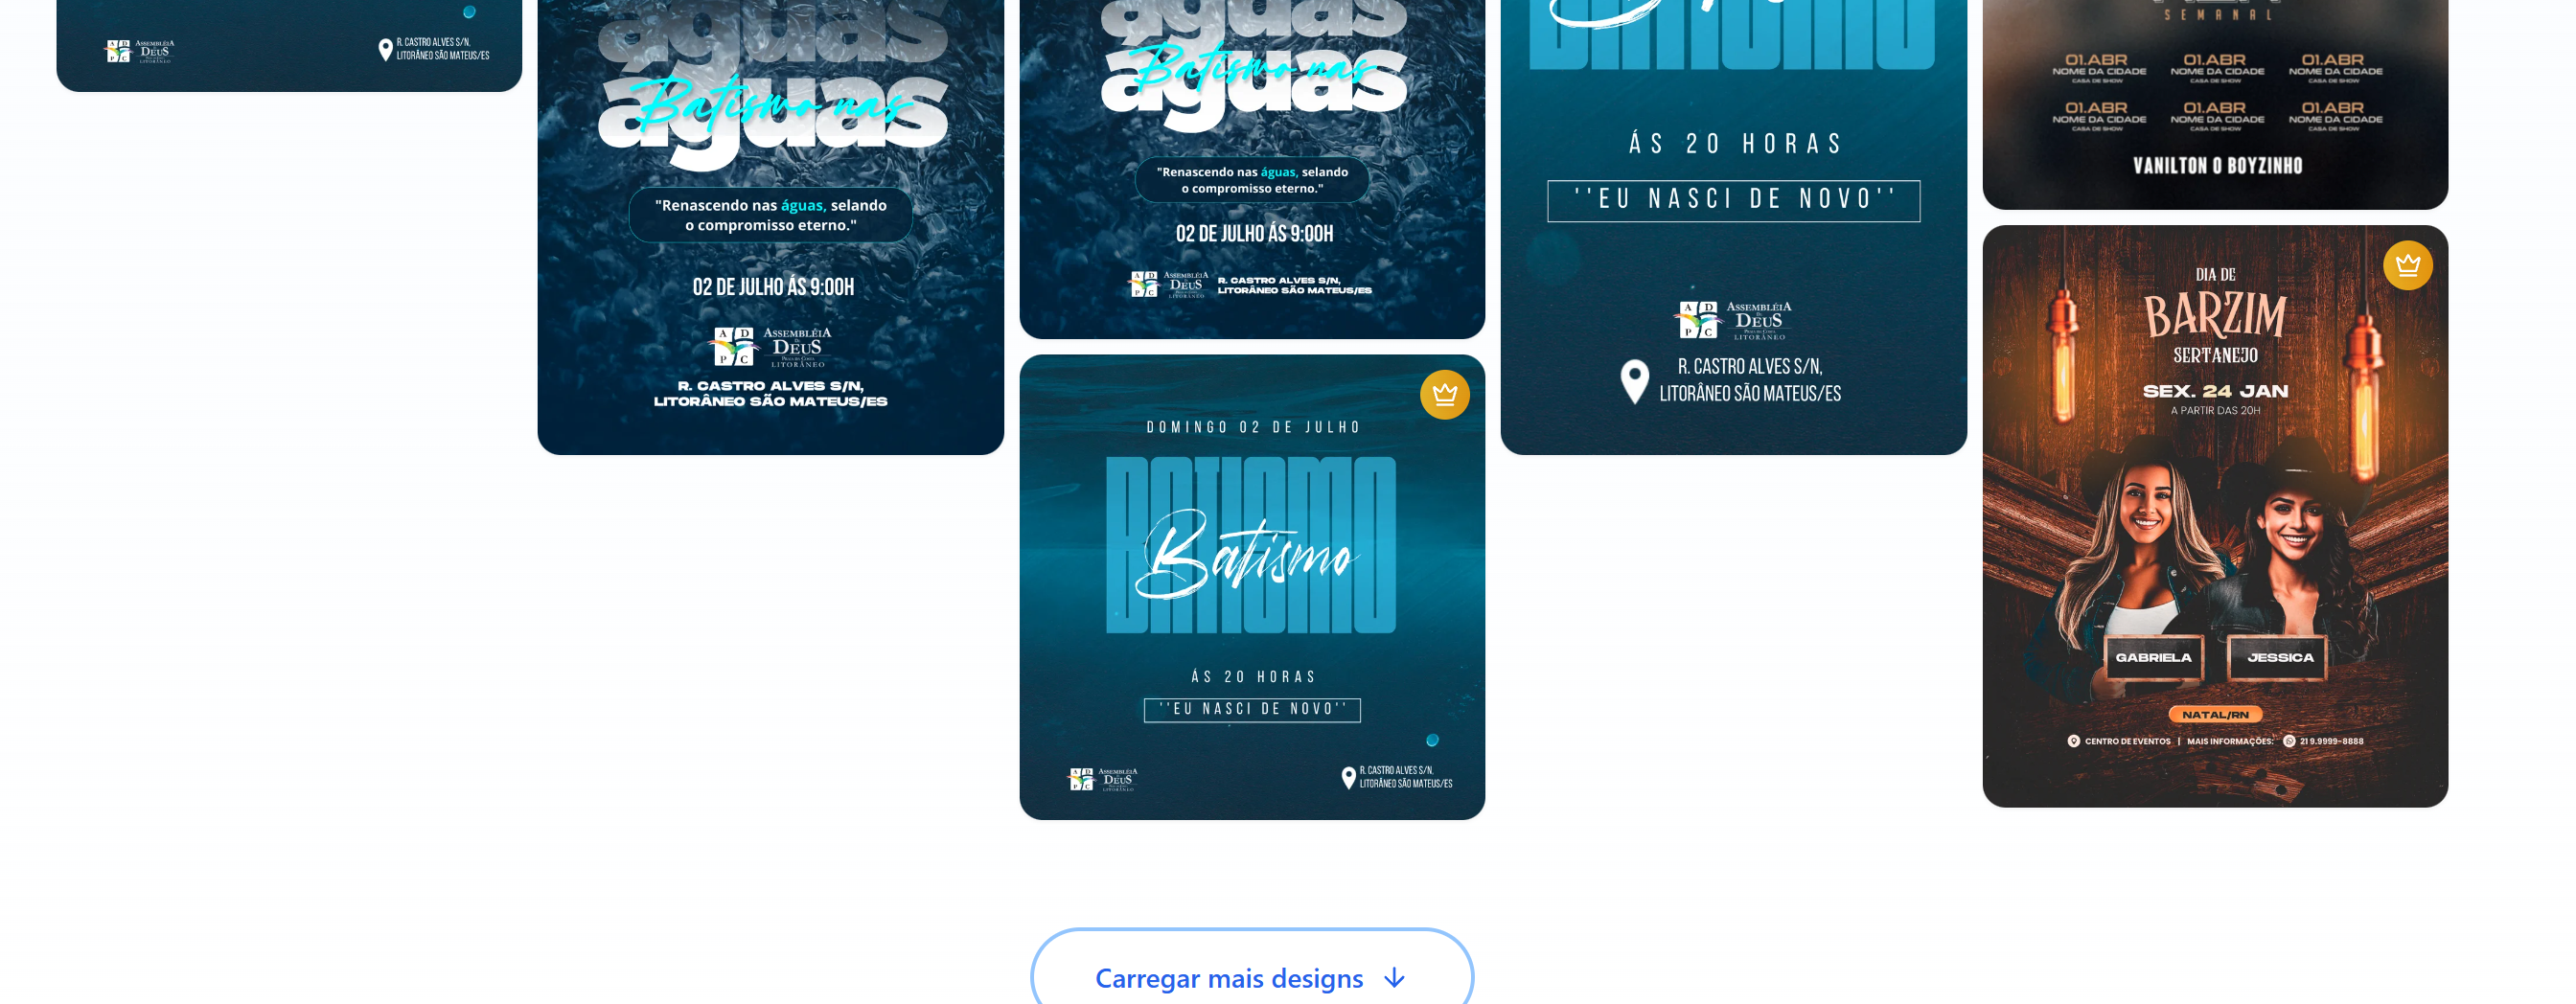 ASSEMBLÉIA
DEUS
R. CASTRO ALVES S/N,
LITORÂNEO SÃO MATEUS/ES
águas
águas
Batismo nas
"Renascendo nas águas, selando
o compromisso eterno."
02 DE JULHO ÁS 9:00H
AD
PC
ASSEMBLÉIA
DEUS
LITORÂNEO
R. CASTRO ALVES S/N,
LITORÂNEO SÃO MATEUS/ES
águas
águas
Batismo nas
"Renascendo nas águas, selando
o compromisso eterno."
02 DE JULHO ÁS 9:00H
AD
PC
ASSEMBLÉIA
DEUS
LITORÂNEO
R. CASTRO ALVES S/N,
LITORÂNEO SÃO MATEUS/ES
DOMINGO 02 DE JULHO
BATISMO
Batismo
ÁS 20 HORAS
''EU NASCI DE NOVO''
ASSEMBLÉIA
DEUS
R. CASTRO ALVES S/N,
LITORÂNEO SÃO MATEUS/ES
ÁS 20 HORAS
''EU NASCI DE NOVO''
AD
PC
ASSEMBLÉIA
DEUS
LITORÂNEO
R. CASTRO ALVES S/N,
LITORÂNEO SÃO MATEUS/ES
SEMANAL
01.ABR 01.ABR 01.ABR
NOME DA CIDADE NOME DA CIDADE NOME DA CIDADE
CASA DE SHOW CASA DE SHOW CASA DE SHOW
01.ABR 01.ABR 01.ABR
NOME DA CIDADE NOME DA CIDADE NOME DA CIDADE
CASA DE SHOW CASA DE SHOW CASA DE SHOW
VANILTON O BOYZINHO
DIA DE
BARZIM
SERTANEJO
SEX. 24 JAN
A PARTIR DAS 20H
GABRIELA JESSICA
NATAL/RN
CENTRO DE EVENTOS | MAIS INFORMAÇÕES: 21 9.9999-8888
Carregar mais designs